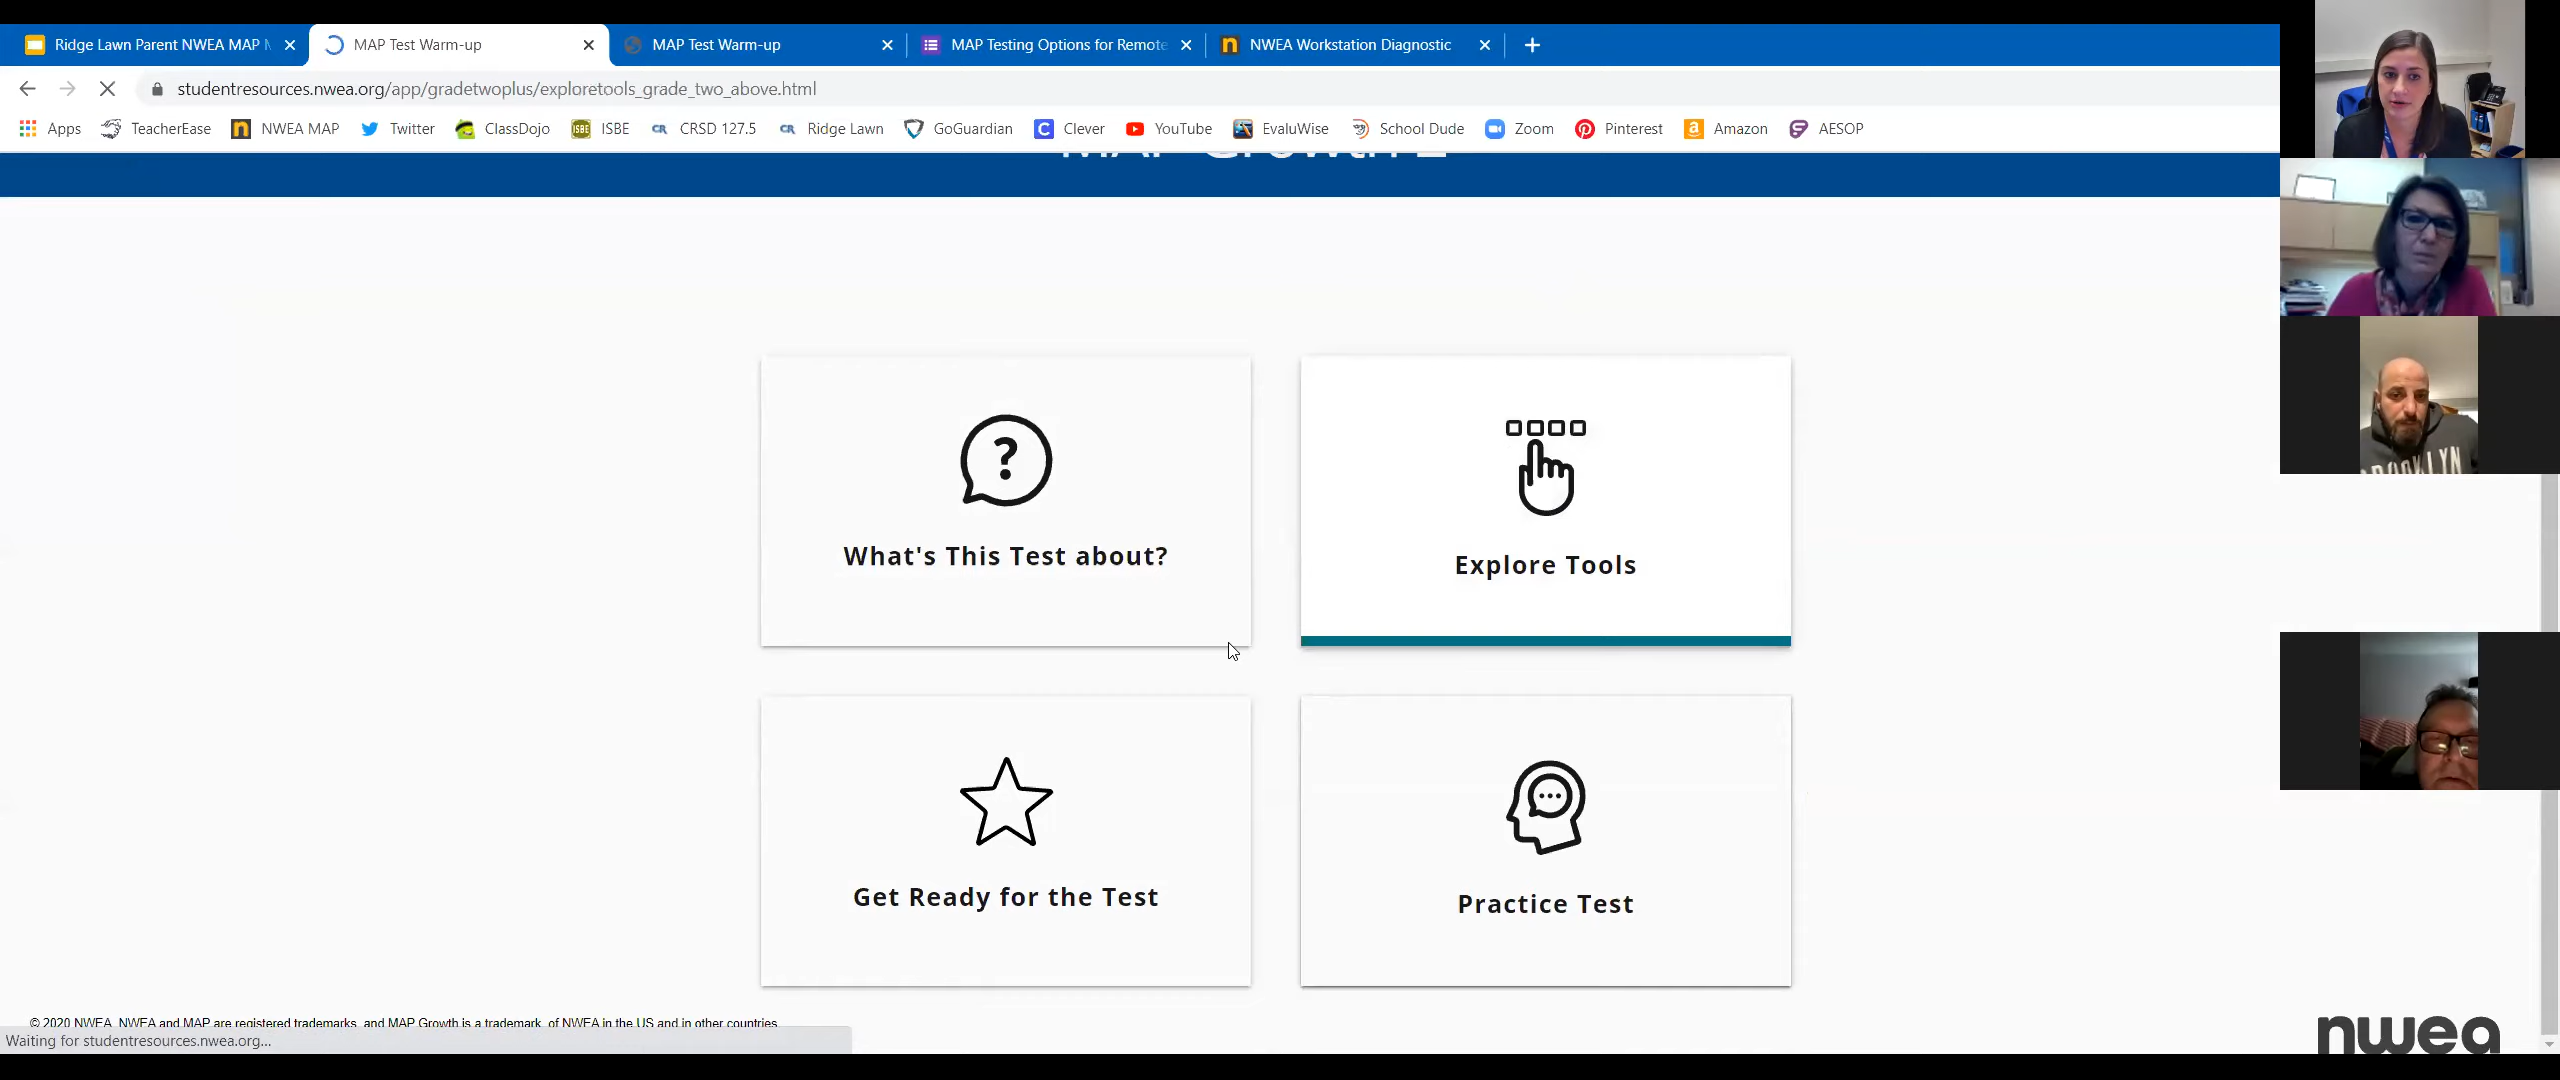 Ridge Lawn Parent NWEA MAP
MAP Test Warm-up
MAP Test Warm-up
MAP Testing Options for Remote
NWEA Workstation Diagnostic
studentresources.nwea.org/app/gradetwoplus/exploretools_grade_two_above.html
Apps
TeacherEase
NWEA MAP
Twitter
ClassDojo
ISBE
CRSD 127.5
Ridge Lawn
GoGuardian
Clever
YouTube
EvaluWise
School Dude
Zoom
Pinterest
Amazon
AESOP
What's This Test about?
Explore Tools
Get Ready for the Test
Practice Test
© 2020 NWEA. NWEA and MAP are registered trademarks, and MAP Growth is a trademark, of NWEA in the US and in other countries.
nwea
Waiting for studentresources.nwea.org...